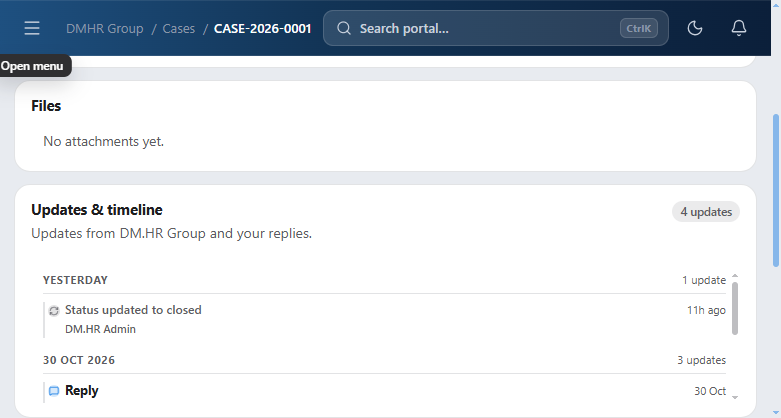 DMHR Group / Cases / CASE-2026-0001 Search portal... CtrlK
Open menu
Files
No attachments yet.
Updates & timeline 4 updates
Updates from DM.HR Group and your replies.
YESTERDAY 1 update
Status updated to closed 11h ago
DM.HR Admin
30 OCT 2026 3 updates
Reply 30 Oct